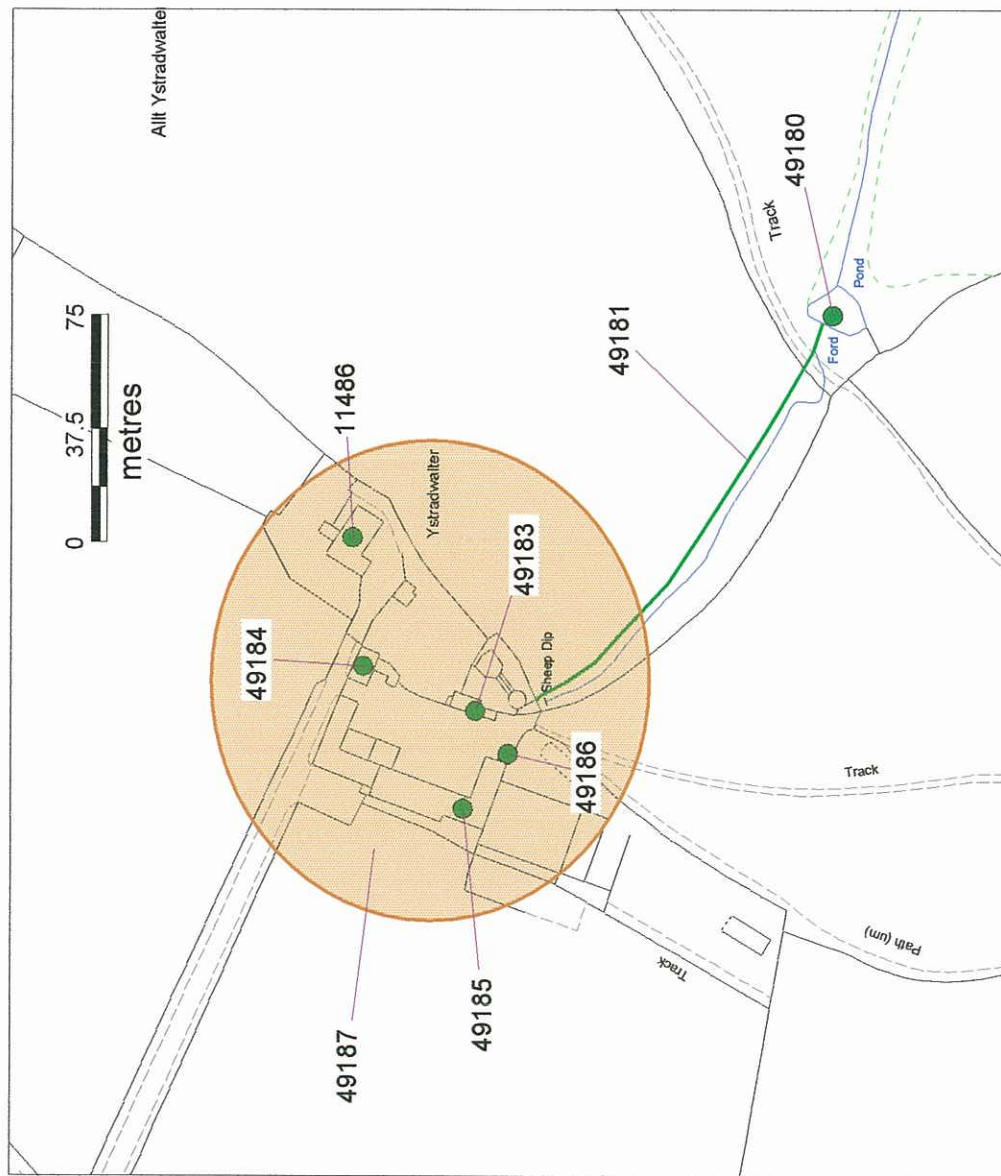 Allt Ystradwalter
0
37.5
75
metres
11486
49184
49183
Ystradwalter
Sheep Dip
49186
49185
49187
49181
Track
49180
Pond
Ford
Track
Path (um)
Track